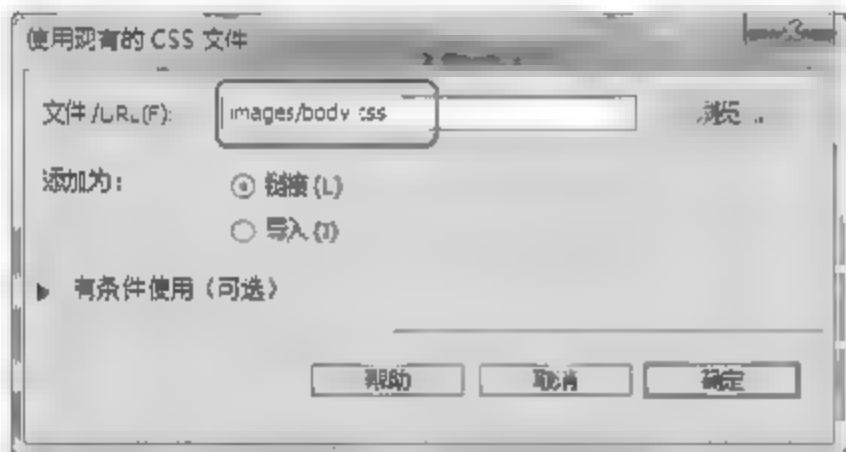 使用现有的 CSS 文件
文件/URL(F): images/body.css 浏览...
添加为: 链接(L)
导入(I)
有条件使用(可选)
帮助 取消 确定